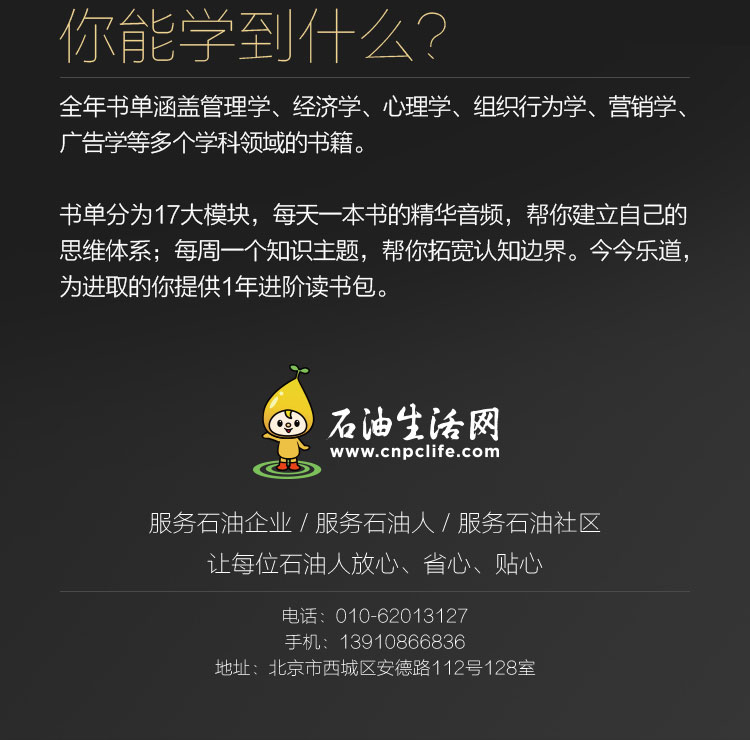 你能学到什么？
全年书单涵盖管理学、经济学、心理学、组织行为学、营销学、
广告学等多个学科领域的书籍。
书单分为17大模块，每天一本书的精华音频，帮你建立自己的
思维体系；每周一个知识主题，帮你拓宽认知边界。今今乐道，
为进取的你提供1年进阶读书包。
石油生活网
www.cnpclife.com
服务石油企业 / 服务石油人 / 服务石油社区
让每位石油人放心、省心、贴心
电话：010-62013127
手机：13910866836
地址：北京市西城区安德路112号128室